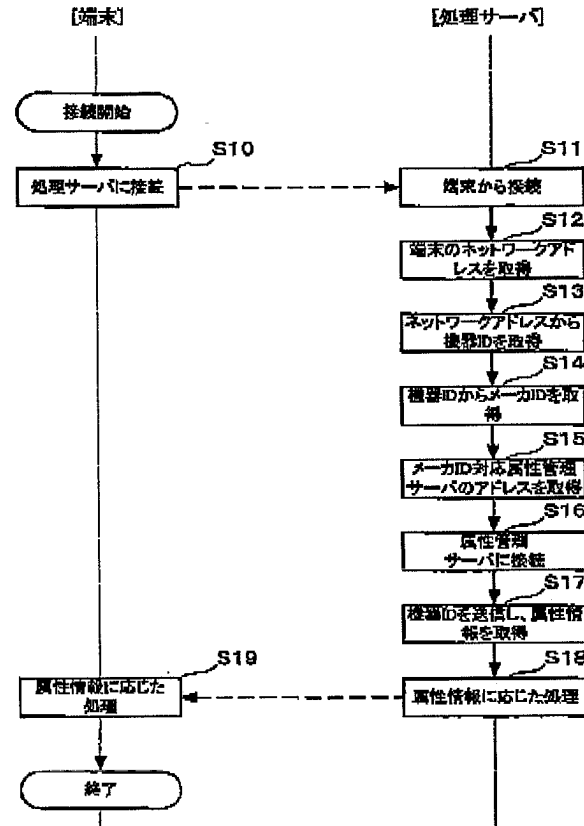 [端末]
[処理サーバ]
接続開始
S10
処理サーバに接続
S11
端末から接続
S12
端末のネットワークアド
レスを取得
S13
ネットワークアドレスから
機器IDを取得
S14
機器IDからメーカIDを取
得
S15
メーカID対応属性管理
サーバのアドレスを取得
S16
属性管理
サーバに接続
S17
機器IDを送信し、属性情
報を取得
S18
属性情報に応じた処理
S19
属性情報に応じた
処理
終了